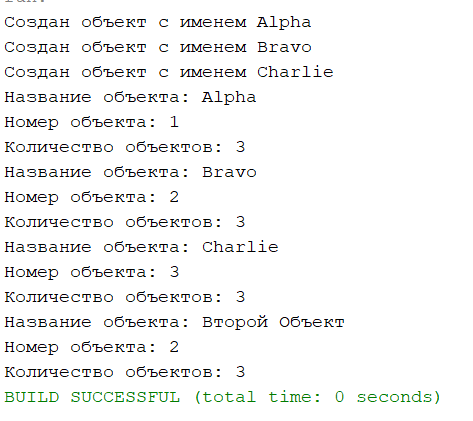 Создан объект с именем Alpha
Создан объект с именем Bravo
Создан объект с именем Charlie
Название объекта: Alpha
Номер объекта: 1
Количество объектов: 3
Название объекта: Bravo
Номер объекта: 2
Количество объектов: 3
Название объекта: Charlie
Номер объекта: 3
Количество объектов: 3
Название объекта: Второй Объект
Номер объекта: 2
Количество объектов: 3
BUILD SUCCESSFUL (total time: 0 seconds)